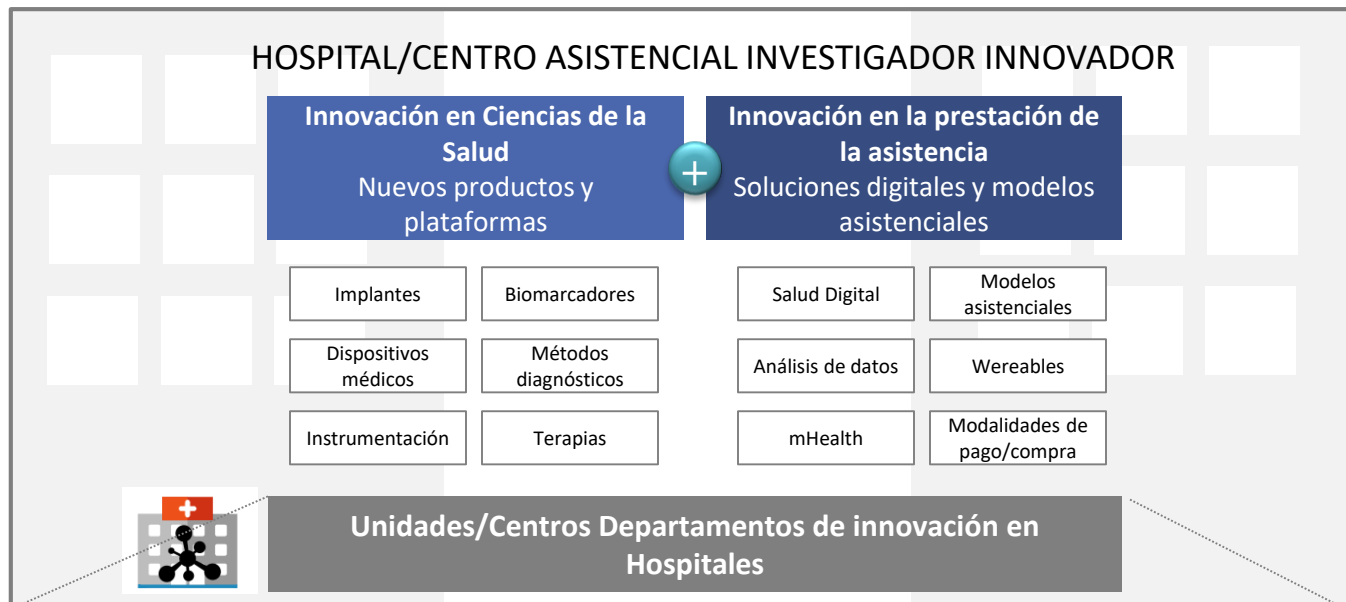 HOSPITAL/CENTRO ASISTENCIAL INVESTIGADOR INNOVADOR
Innovación en Ciencias de la
Salud
Nuevos productos y
plataformas
+
Innovación en la prestación de
la asistencia
Soluciones digitales y modelos
asistenciales
Implantes
Biomarcadores
Salud Digital
Modelos
asistenciales
Dispositivos
médicos
Métodos
diagnósticos
Análisis de datos
Wereables
Instrumentación
Terapias
mHealth
Modalidades de
pago/compra
Unidades/Centros Departamentos de innovación en
Hospitales